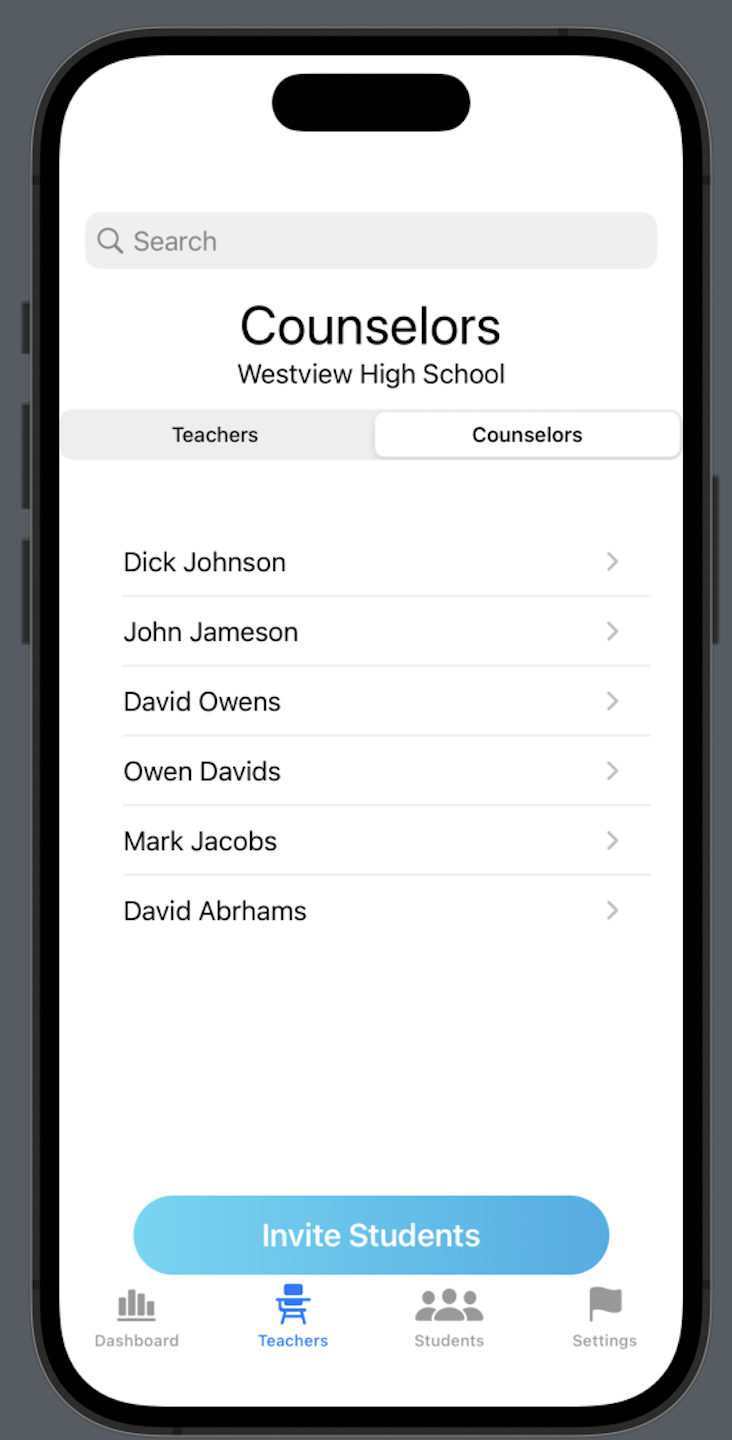 Search
Counselors
Westview High School
Teachers Counselors
Dick Johnson
John Jameson
David Owens
Owen Davids
Mark Jacobs
David Abrhams
Invite Students
Dashboard Teachers Students Settings